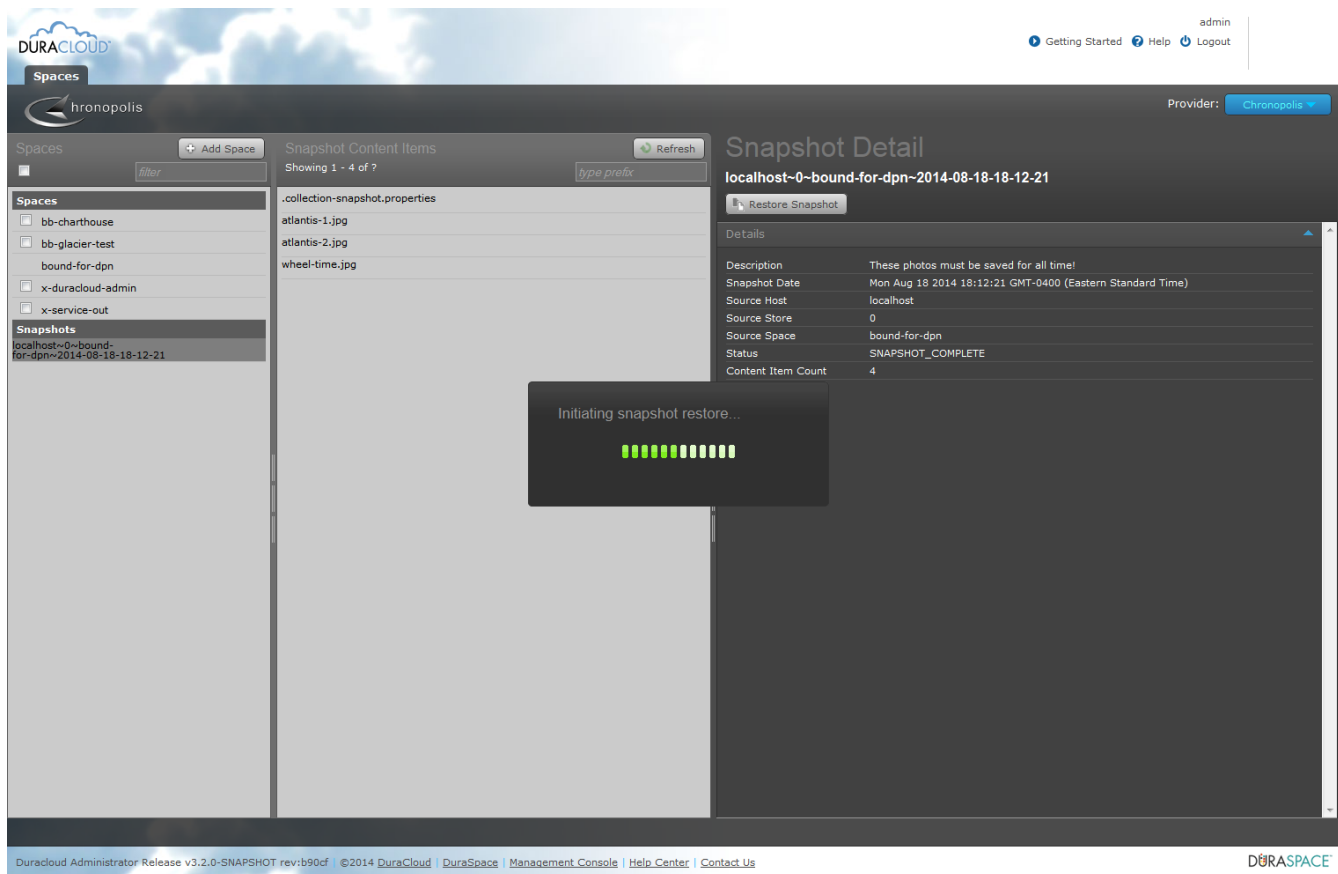 DURACLOUD
admin
Getting Started Help Logout
Spaces
hronopolis
Provider: Chronopolis
Spaces
Add Space
filter
Spaces
bb-charthouse
bb-glacier-test
bound-for-dpn
x-duracloud-admin
x-service-out
Snapshots
localhost~0~bound-
for-dpn~2014-08-18-18-12-21
Snapshot Content Items
Refresh
Showing 1 - 4 of ?
type prefix
.collection-snapshot.properties
atlantis-1.jpg
atlantis-2.jpg
wheel-time.jpg
Snapshot Detail
localhost~0~bound-for-dpn~2014-08-18-18-12-21
Restore Snapshot
Details
Description These photos must be saved for all time!
Snapshot Date Mon Aug 18 2014 18:12:21 GMT-0400 (Eastern Standard Time)
Source Host localhost
Source Store 0
Source Space bound-for-dpn
Status SNAPSHOT_COMPLETE
Content Item Count 4
Initiating snapshot restore...
Duracloud Administrator Release v3.2.0-SNAPSHOT rev:b90cf | ©2014 DuraCloud | DuraSpace | Management Console | Help Center | Contact Us
DURASPACE